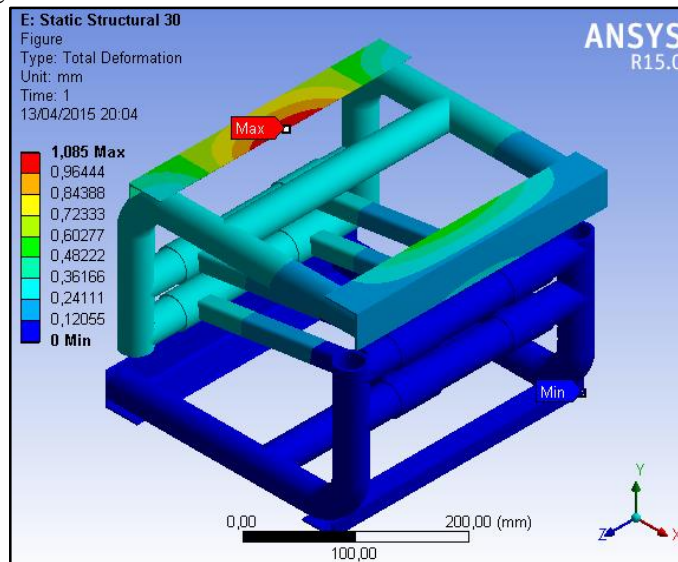 E: Static Structural 30
Figure
Type: Total Deformation
Unit: mm
Time: 1
13/04/2015 20:04
ANSYS
R15.0
1,085 Max
0,96444
0,84388
0,72333
0,60277
0,48222
0,36166
0,24111
0,12055
0 Min
Max
Min
0,00
200,00 (mm)
100,00
Y
Z
X